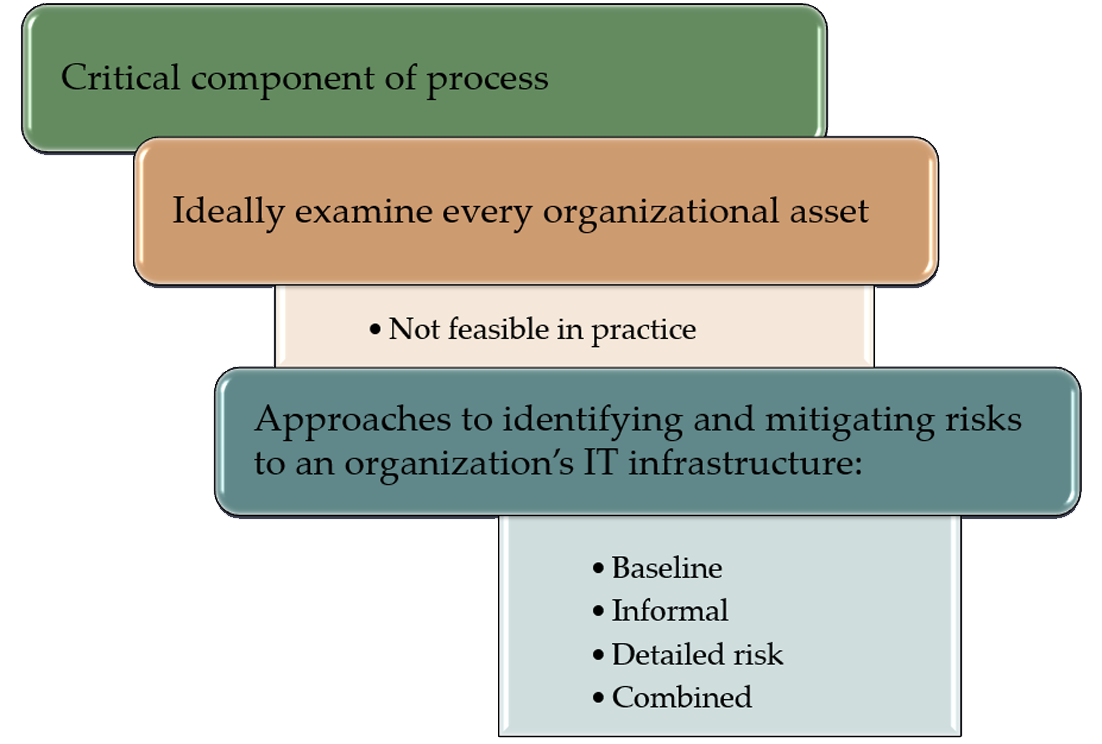 Critical component of process
Ideally examine every organizational asset
• Not feasible in practice
Approaches to identifying and mitigating risks
to an organization’s IT infrastructure:
• Baseline
• Informal
• Detailed risk
• Combined